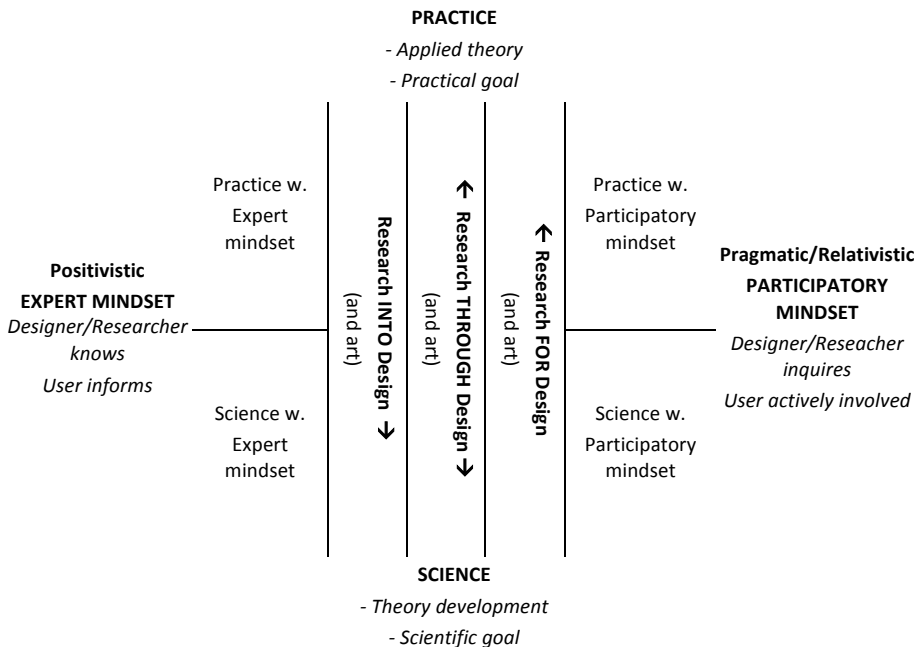 PRACTICE
- Applied theory
- Practical goal
Practice w.
Expert
mindset
Positivistic
EXPERT MINDSET
Designer/Researcher
knows
User informs
Science w.
Expert
mindset
Research INTO Design →
(and art)
← Research THROUGH Design →
(and art)
← Research FOR Design
(and art)
Practice w.
Participatory
mindset
Pragmatic/Relativistic
PARTICIPATORY
MINDSET
Designer/Reseacher
inquires
User actively involved
Science w.
Participatory
mindset
SCIENCE
- Theory development
- Scientific goal